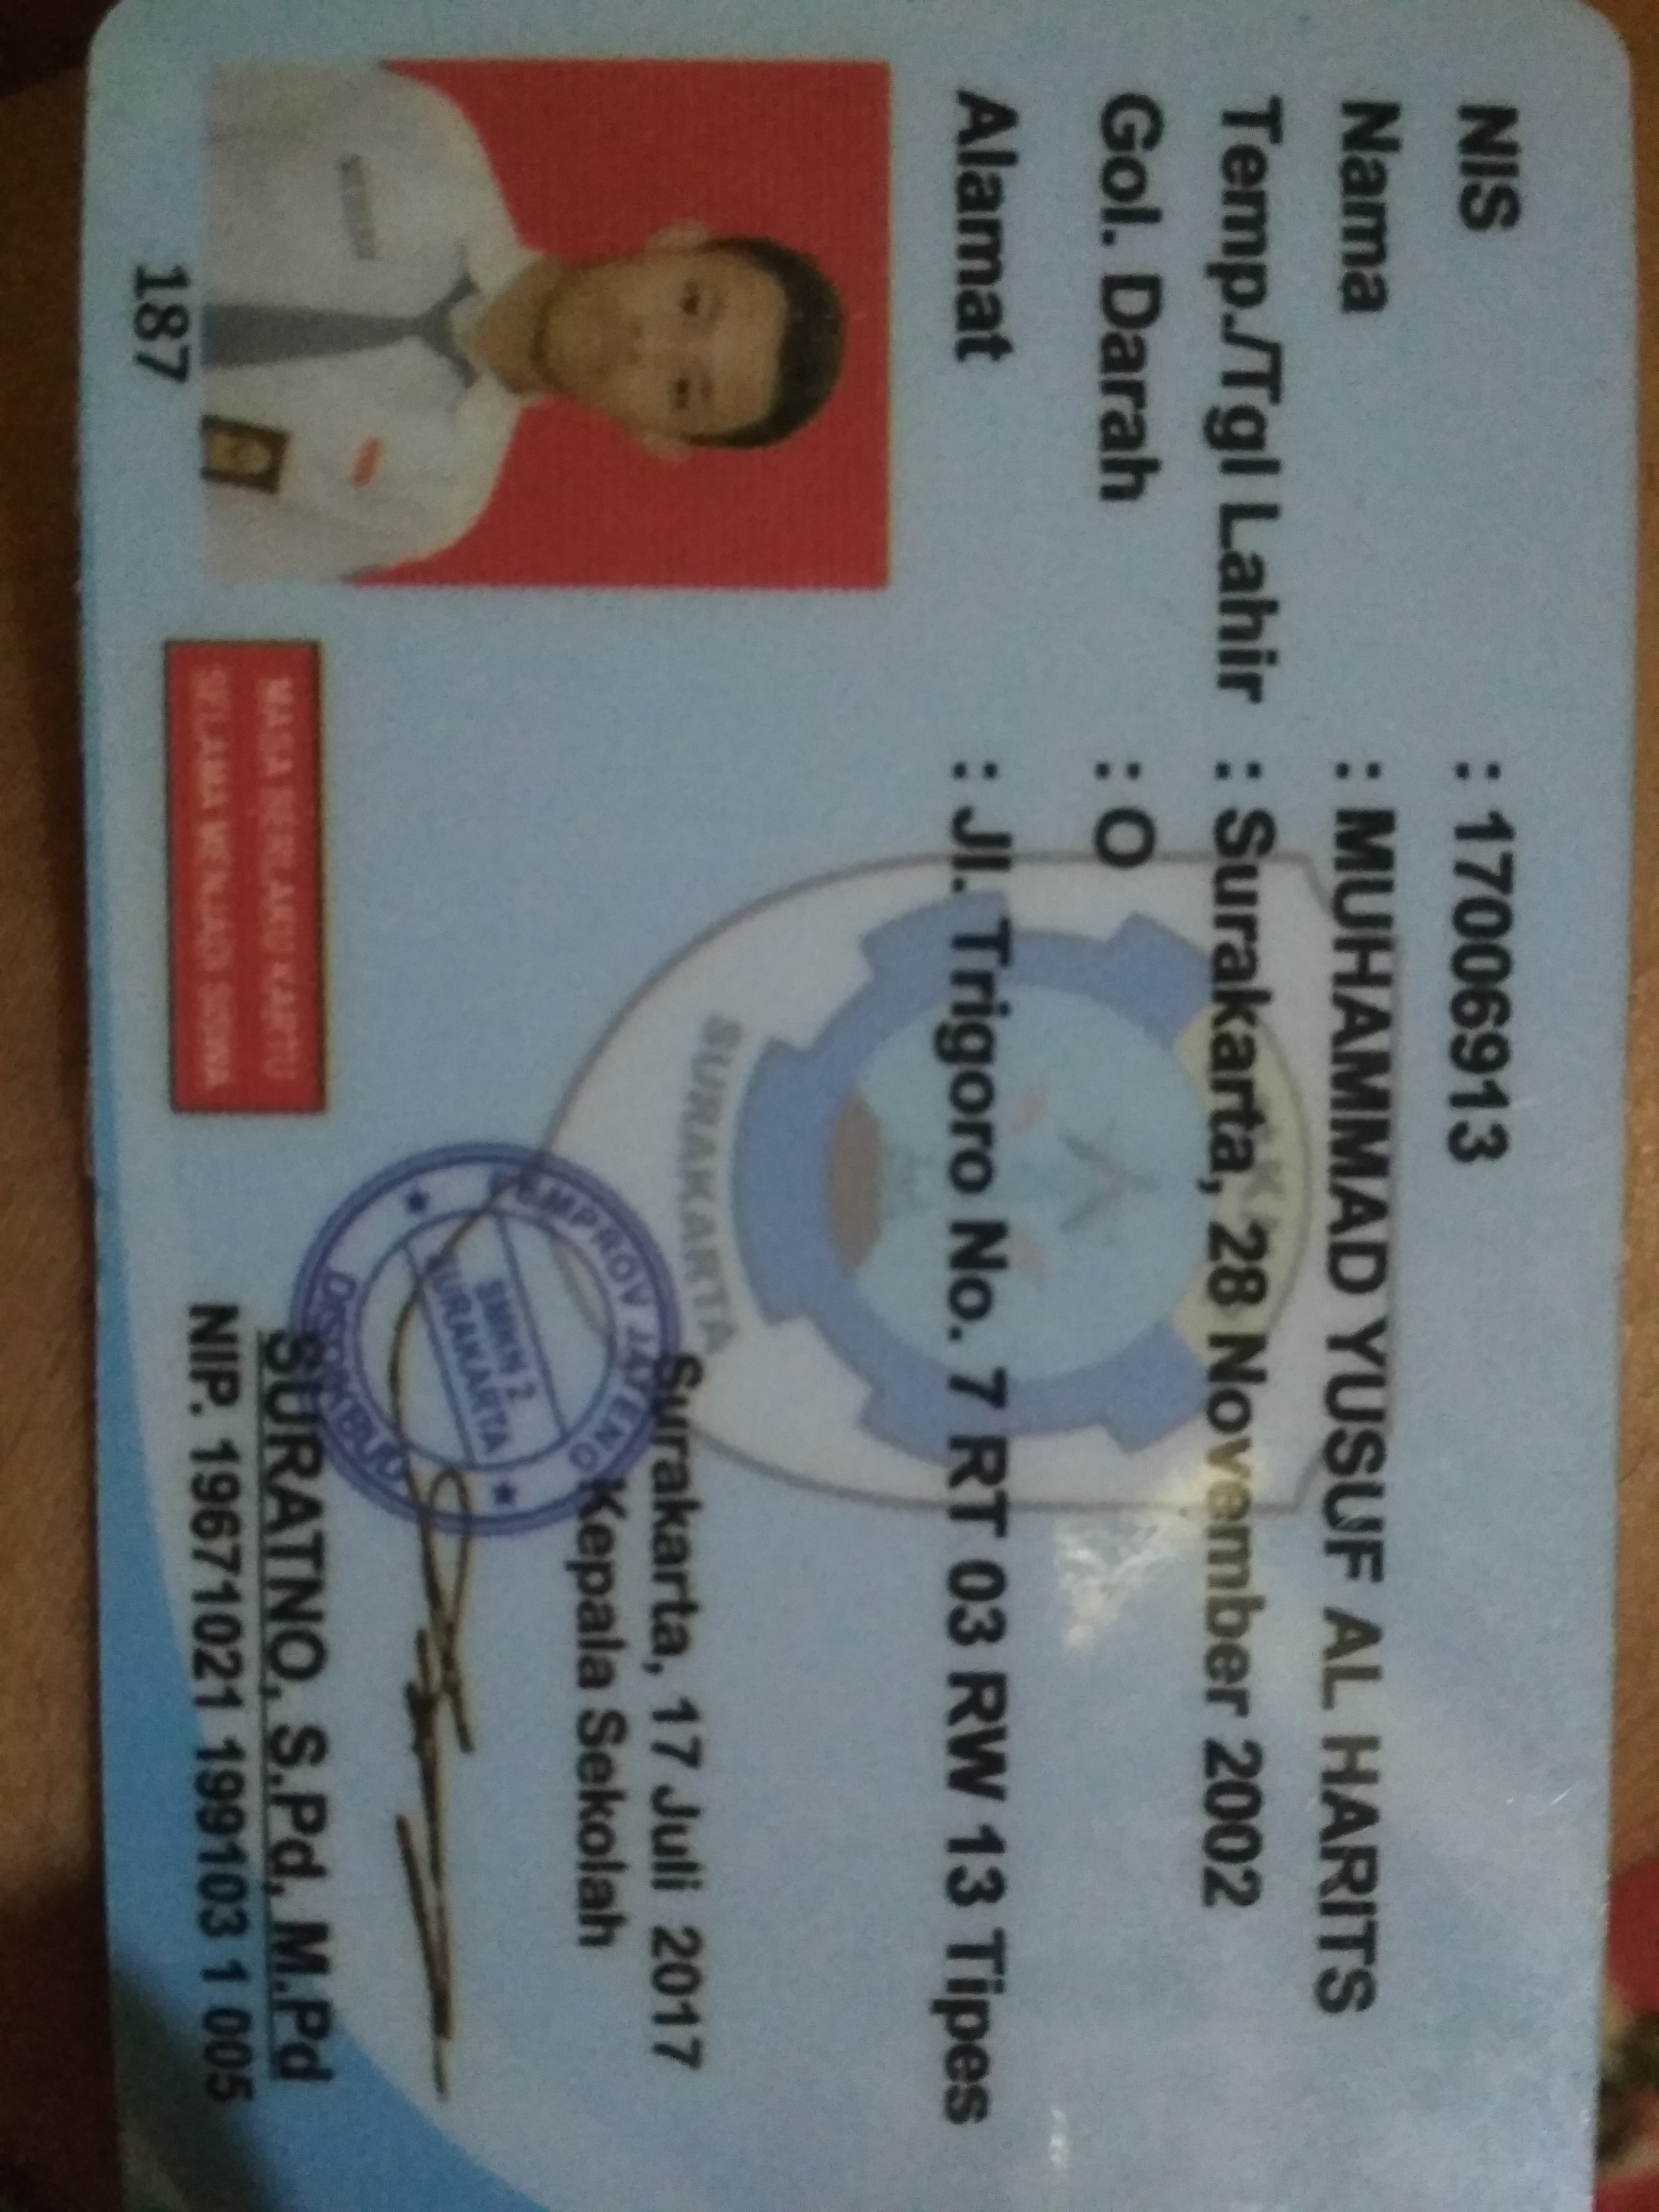 NIS : 17006913
Nama : MUHAMMAD YUSUF AL HARITS
Temp./Tgl Lahir : Surakarta, 28 November 2002
Gol. Darah : O
Alamat : Jl. Trigoro No. 7 RT 03 RW 13 Tipes
SURAKARTA
Surakarta, 17 Juli 2017
Kepala Sekolah
PEMPROV JATENG
SMKN 2
SURAKARTA
DISDIKBUD
MASA BERLAKU KARTU
SELAMA MENJADI SISWA
SURATNO, S.Pd, M.Pd
NIP. 19671021 199103 1 005
187